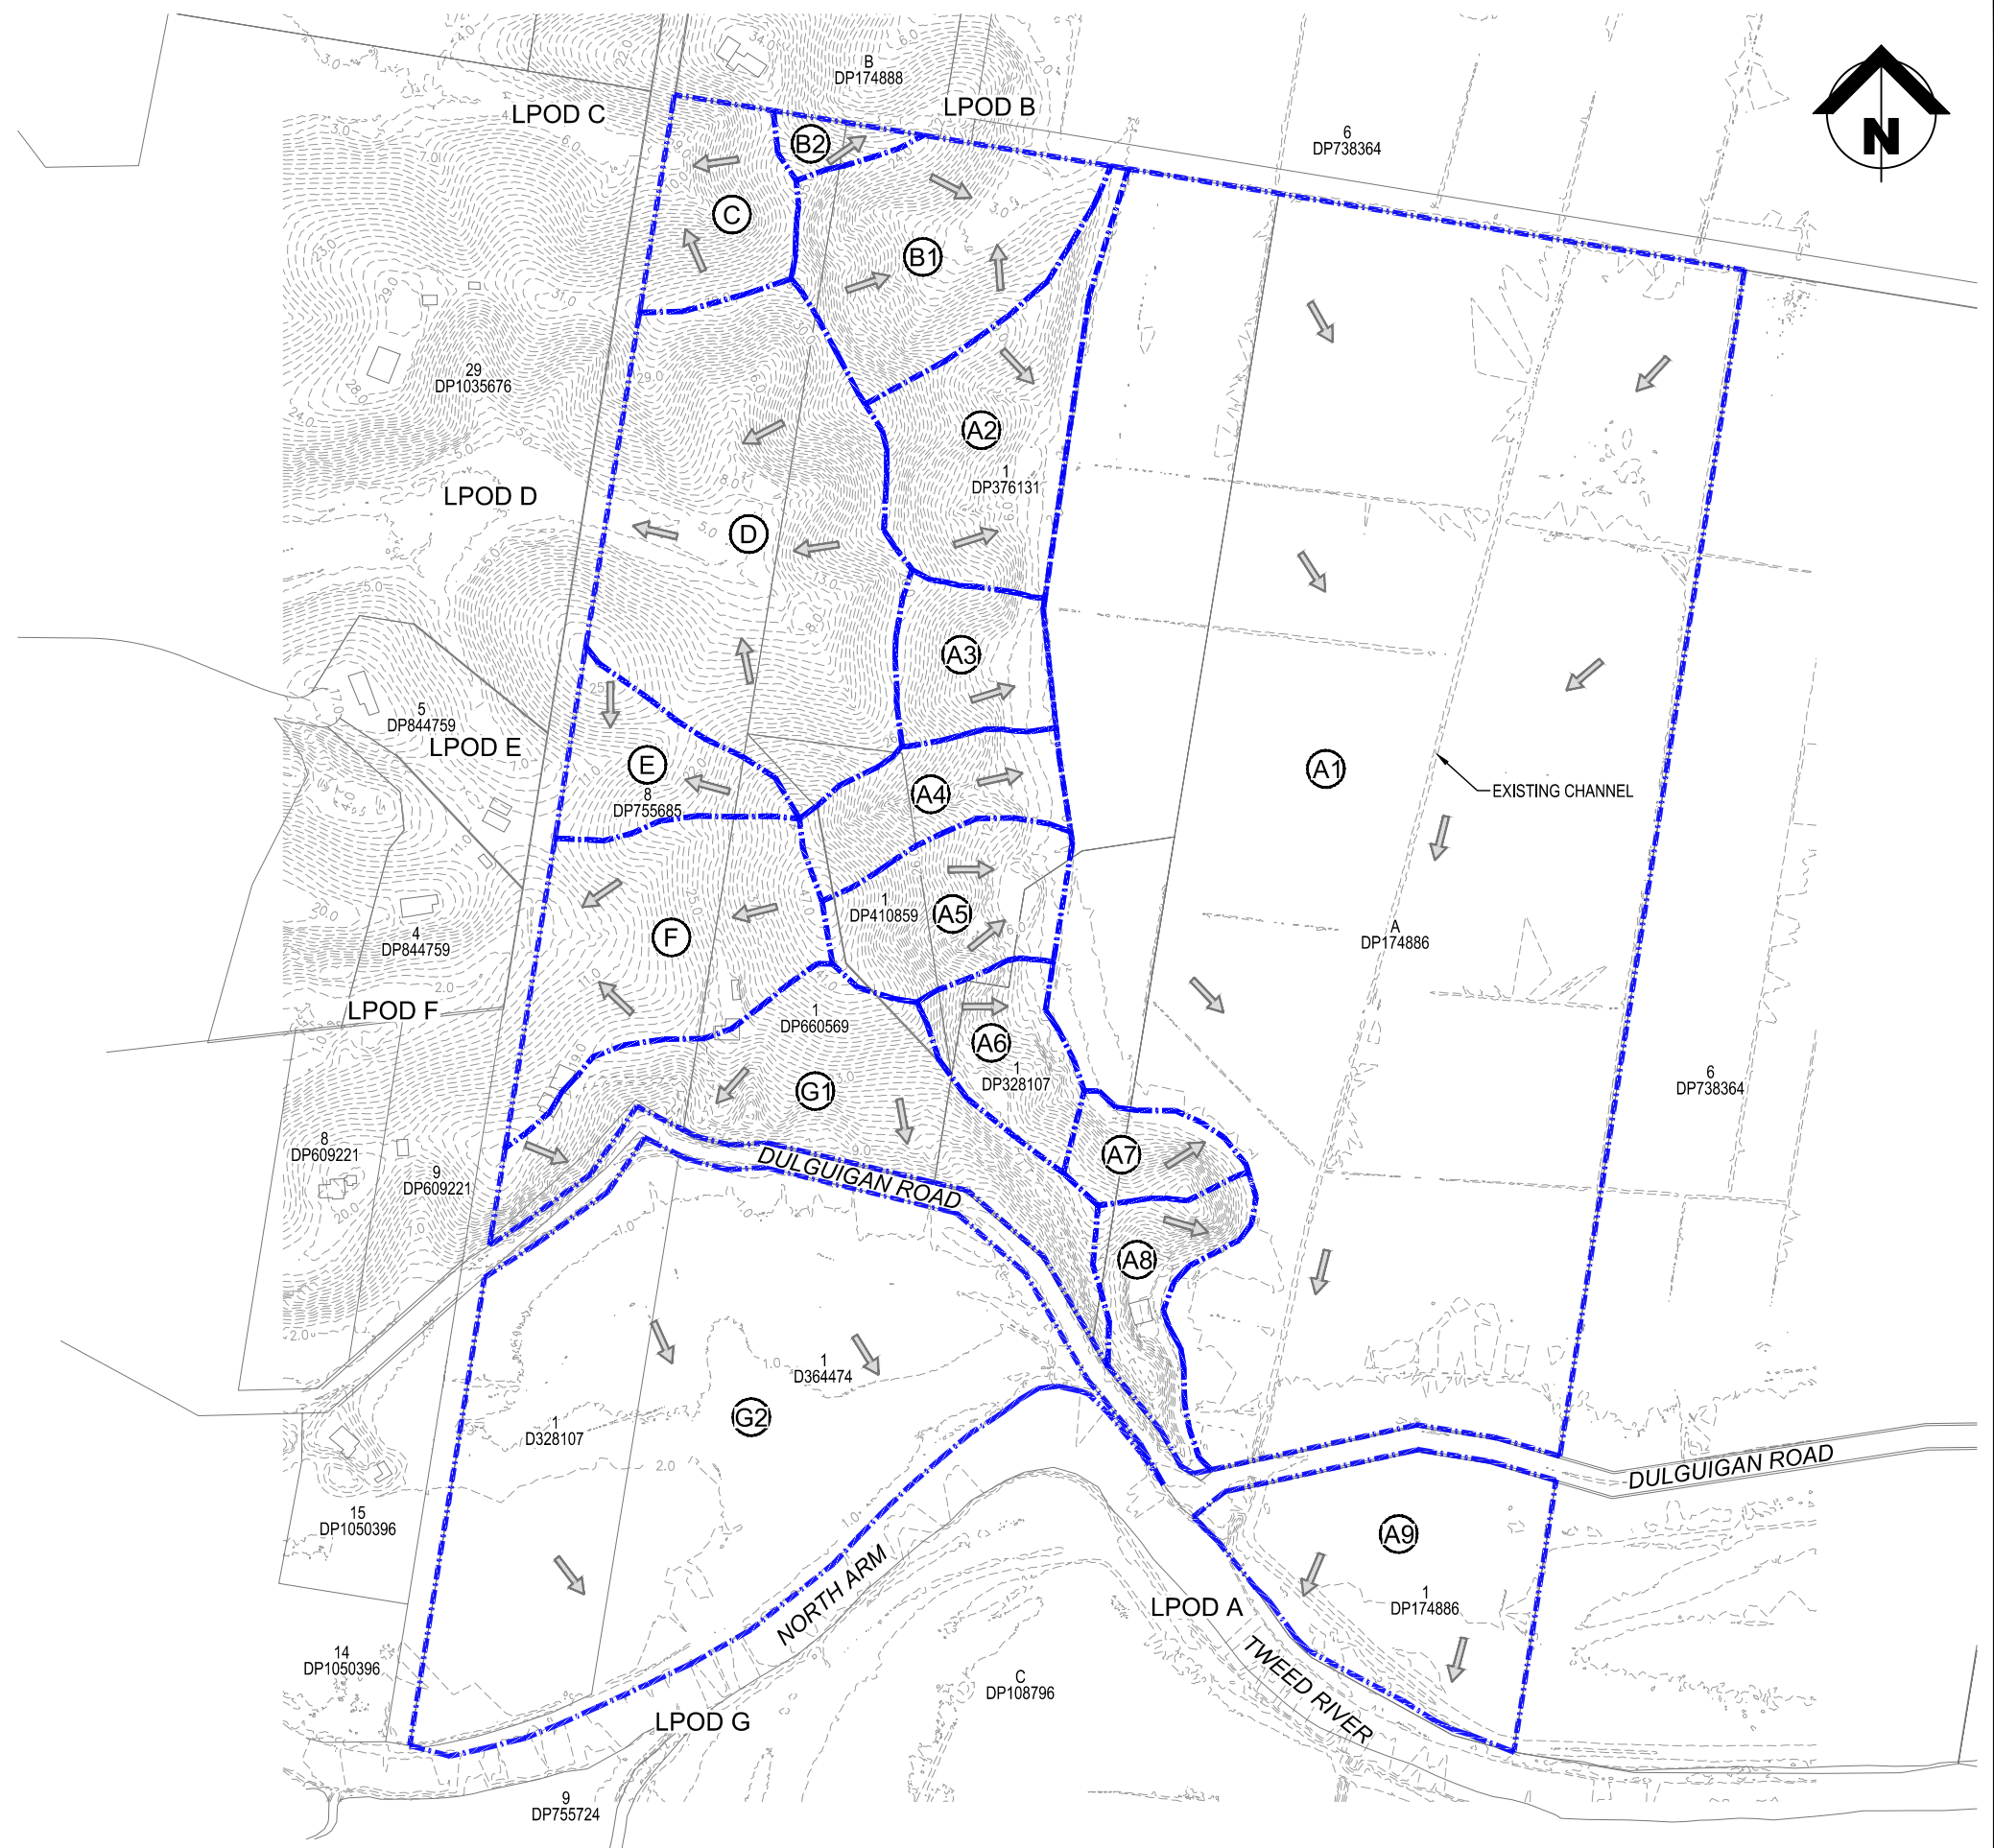 B
DP174888
LPOD C
LPOD B
6
DP738364
N
B2
C
B1
29
DP1035676
A2
1
DP376131
LPOD D
D
A3
5
DP844759
LPOD E
E
8
DP755685
A4
A1
EXISTING CHANNEL
1
DP410859
A5
A
DP174886
4
DP844759
F
LPOD F
1
DP660569
A6
1
DP328107
G1
6
DP738364
8
DP609221
9
DP609221
A7
DULGUIGAN ROAD
A8
1
D364474
G2
1
D328107
DULGUIGAN ROAD
15
DP1050396
A9
NORTH ARM
LPOD A
1
DP174886
14
DP1050396
TWEED RIVER
C
DP108796
LPOD G
9
DP755724